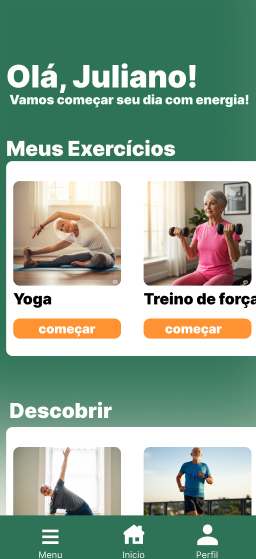 Olá, Juliano!
Vamos começar seu dia com energia!
Meus Exercícios
Yoga
Treino de força
começar
começar
Descobrir
Menu
Inicio
Perfil